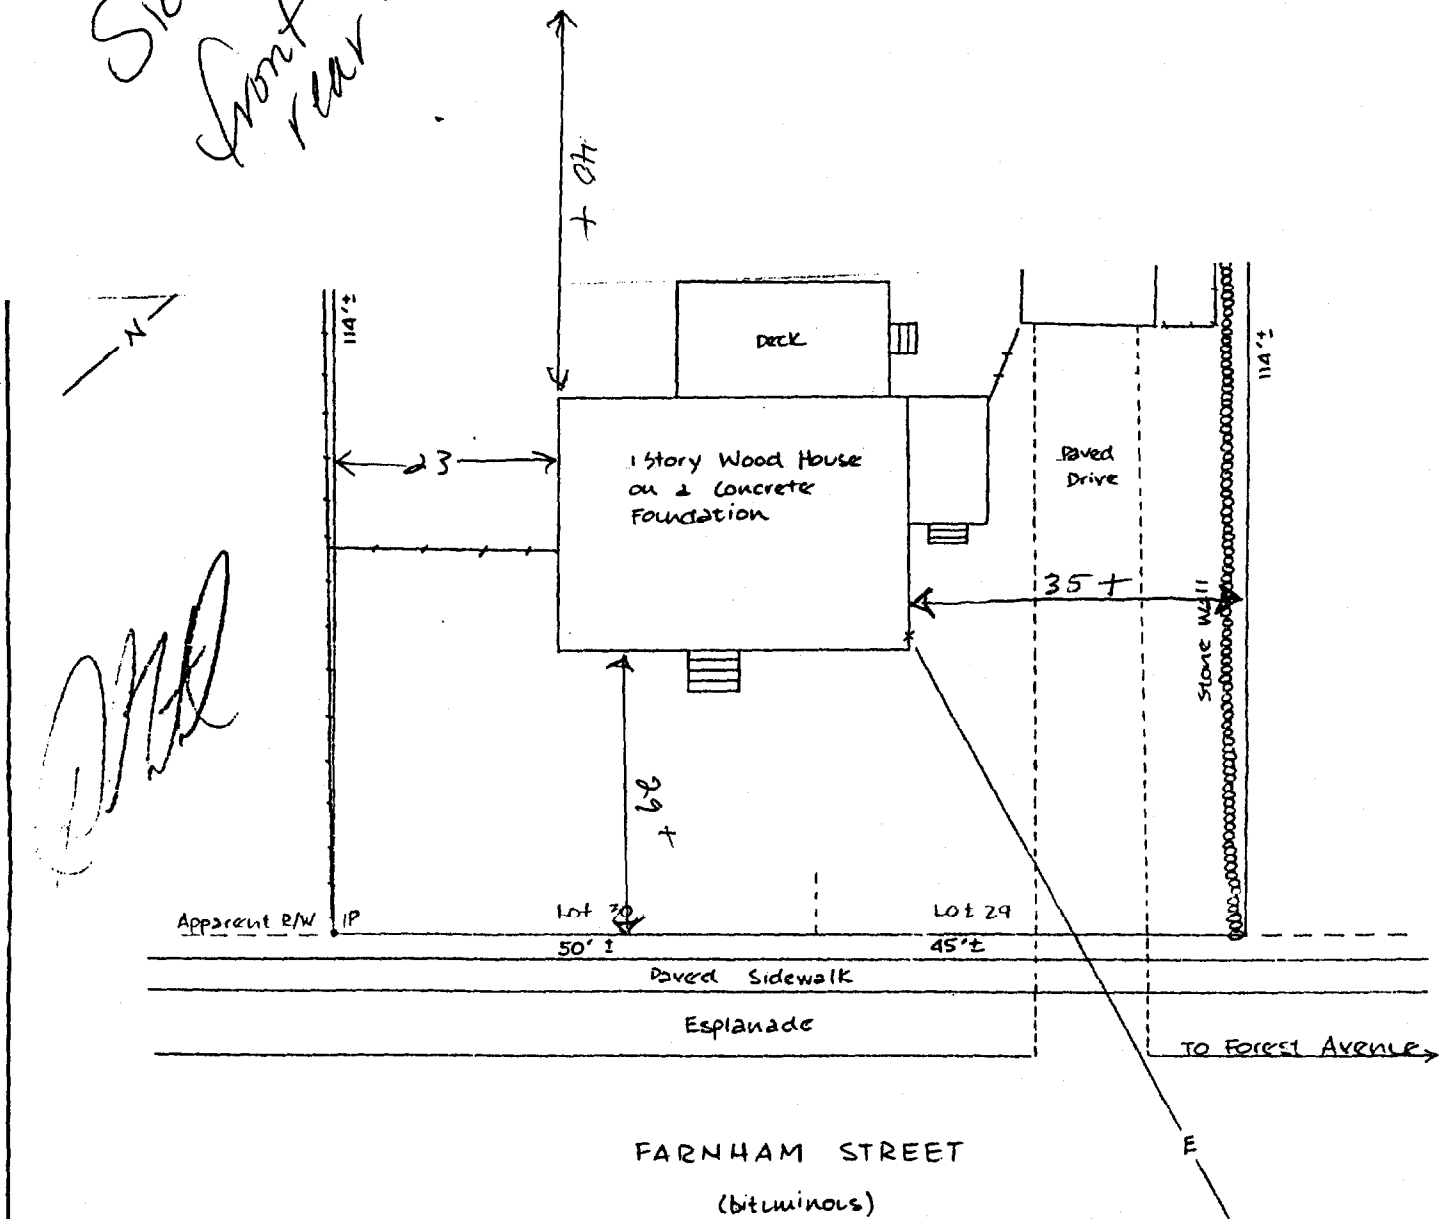 front
rear
40 +
N
114'±
114'±
Deck
23
1 Story Wood House
on a Concrete
Foundation
Paved
Drive
35 +
Stone Wall
29 +
Apparent R/W
IP
Lot 30
Lot 29
50' ±
45'±
Paved Sidewalk
Esplanade
TO Forest Avenue
FARNHAM STREET
E
(bituminous)